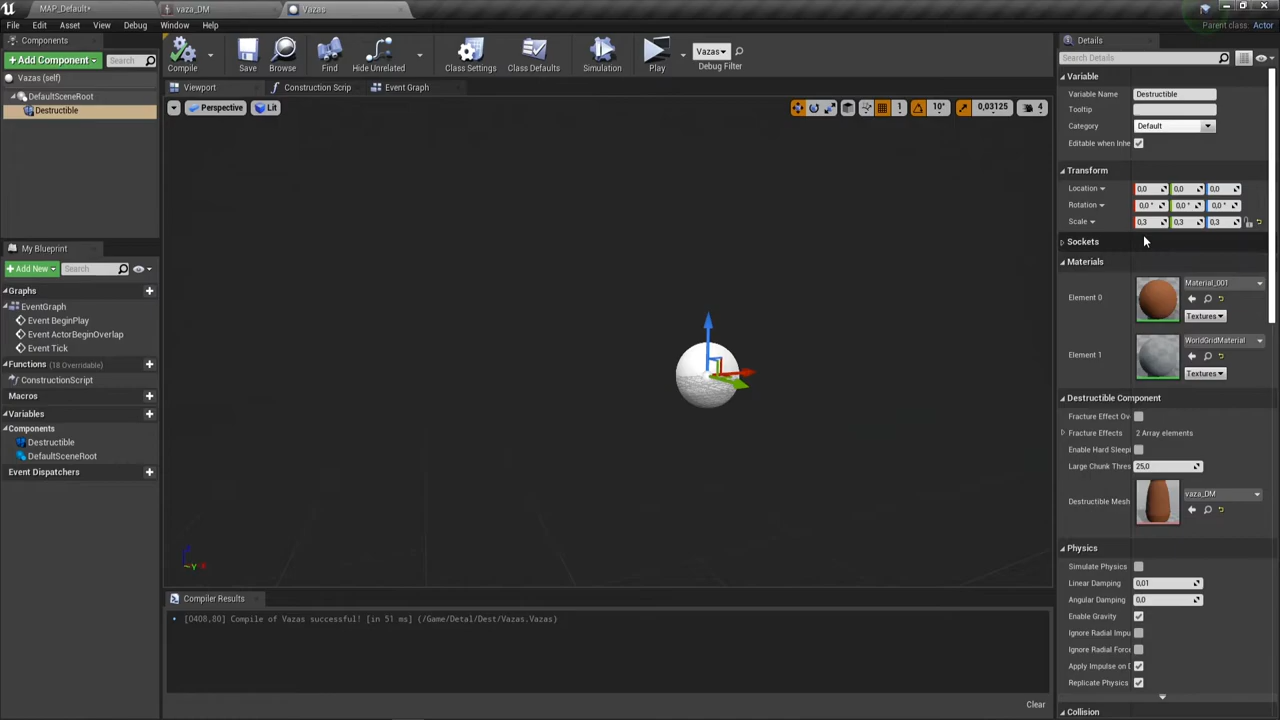 MAP_Default*
vaza_DM
Vazas
File Edit Asset View Debug Window Help
Parent class: Actor
Components
Details
Add Component
Search
Compile
Save
Browse
Find
Hide Unrelated
Class Settings
Class Defaults
Simulation
Play
Vazas
Debug Filter
Search Details
Vazas (self)
DefaultSceneRoot
Destructible
Viewport
Construction Scrip
Event Graph
Perspective
Lit
1
10°
0,03125
4
Variable
Variable Name Destructible
Tooltip
Category Default
Editable when Inhe
Transform
Location 0,0 0,0 0,0
Rotation 0,0 ° 0,0 ° 0,0 °
Scale 0,3 0,3 0,3
Sockets
Materials
Element 0
Material_001
Textures
Element 1
WorldGridMaterial
Textures
Destructible Component
Fracture Effect Ov
Fracture Effects 2 Array elements
Enable Hard Sleepi
Large Chunk Thres 25,0
Destructible Mesh
vaza_DM
Physics
Simulate Physics
Linear Damping 0,01
Angular Damping 0,0
Enable Gravity
Ignore Radial Impu
Ignore Radial Force
Apply Impulse on D
Replicate Physics
Collision
My Blueprint
Add New
Search
Graphs
EventGraph
Event BeginPlay
Event ActorBeginOverlap
Event Tick
Functions (18 Overridable)
ConstructionScript
Macros
Variables
Components
Destructible
DefaultSceneRoot
Event Dispatchers
Y
Compiler Results
[0408,80] Compile of Vazas successful! [in 51 ms] (/Game/Detal/Dest/Vazas.Vazas)
Clear